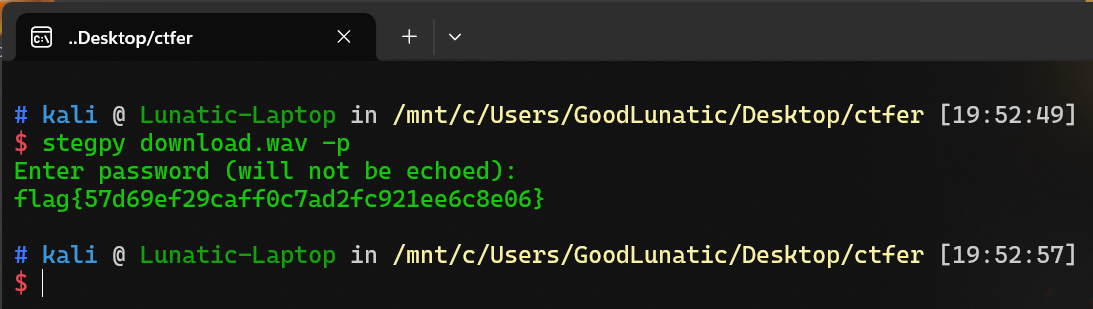 ..Desktop/ctfer
# kali @ Lunatic-Laptop in /mnt/c/Users/GoodLunatic/Desktop/ctfer [19:52:49]
$ stegpy download.wav -p
Enter password (will not be echoed):
flag{57d69ef29caff0c7ad2fc921ee6c8e06}
# kali @ Lunatic-Laptop in /mnt/c/Users/GoodLunatic/Desktop/ctfer [19:52:57]
$